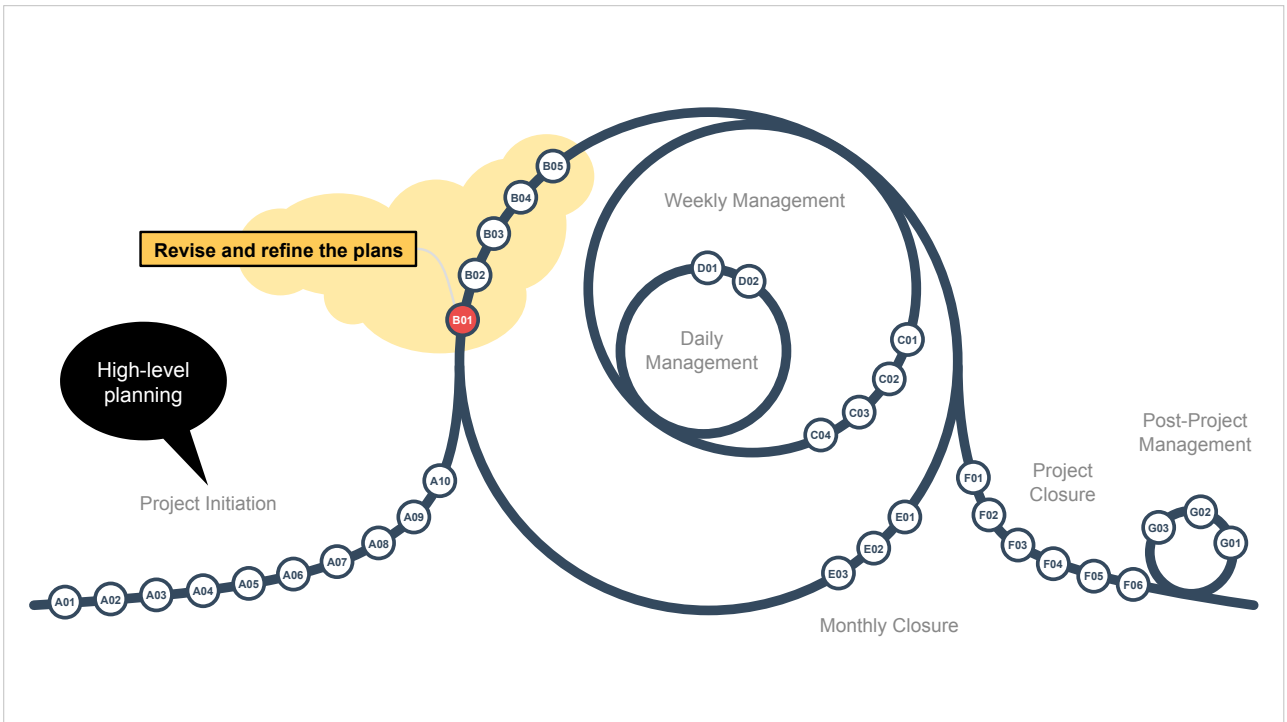 B05
B04
B03
B02
B01
Revise and refine the plans
Weekly Management
D01
D02
Daily
Management
C01
C02
C03
C04
High-level
planning
Project Initiation
A01
A02
A03
A04
A05
A06
A07
A08
A09
A10
E01
E02
E03
Monthly Closure
F01
F02
F03
F04
F05
F06
Project
Closure
Post-Project
Management
G03
G02
G01